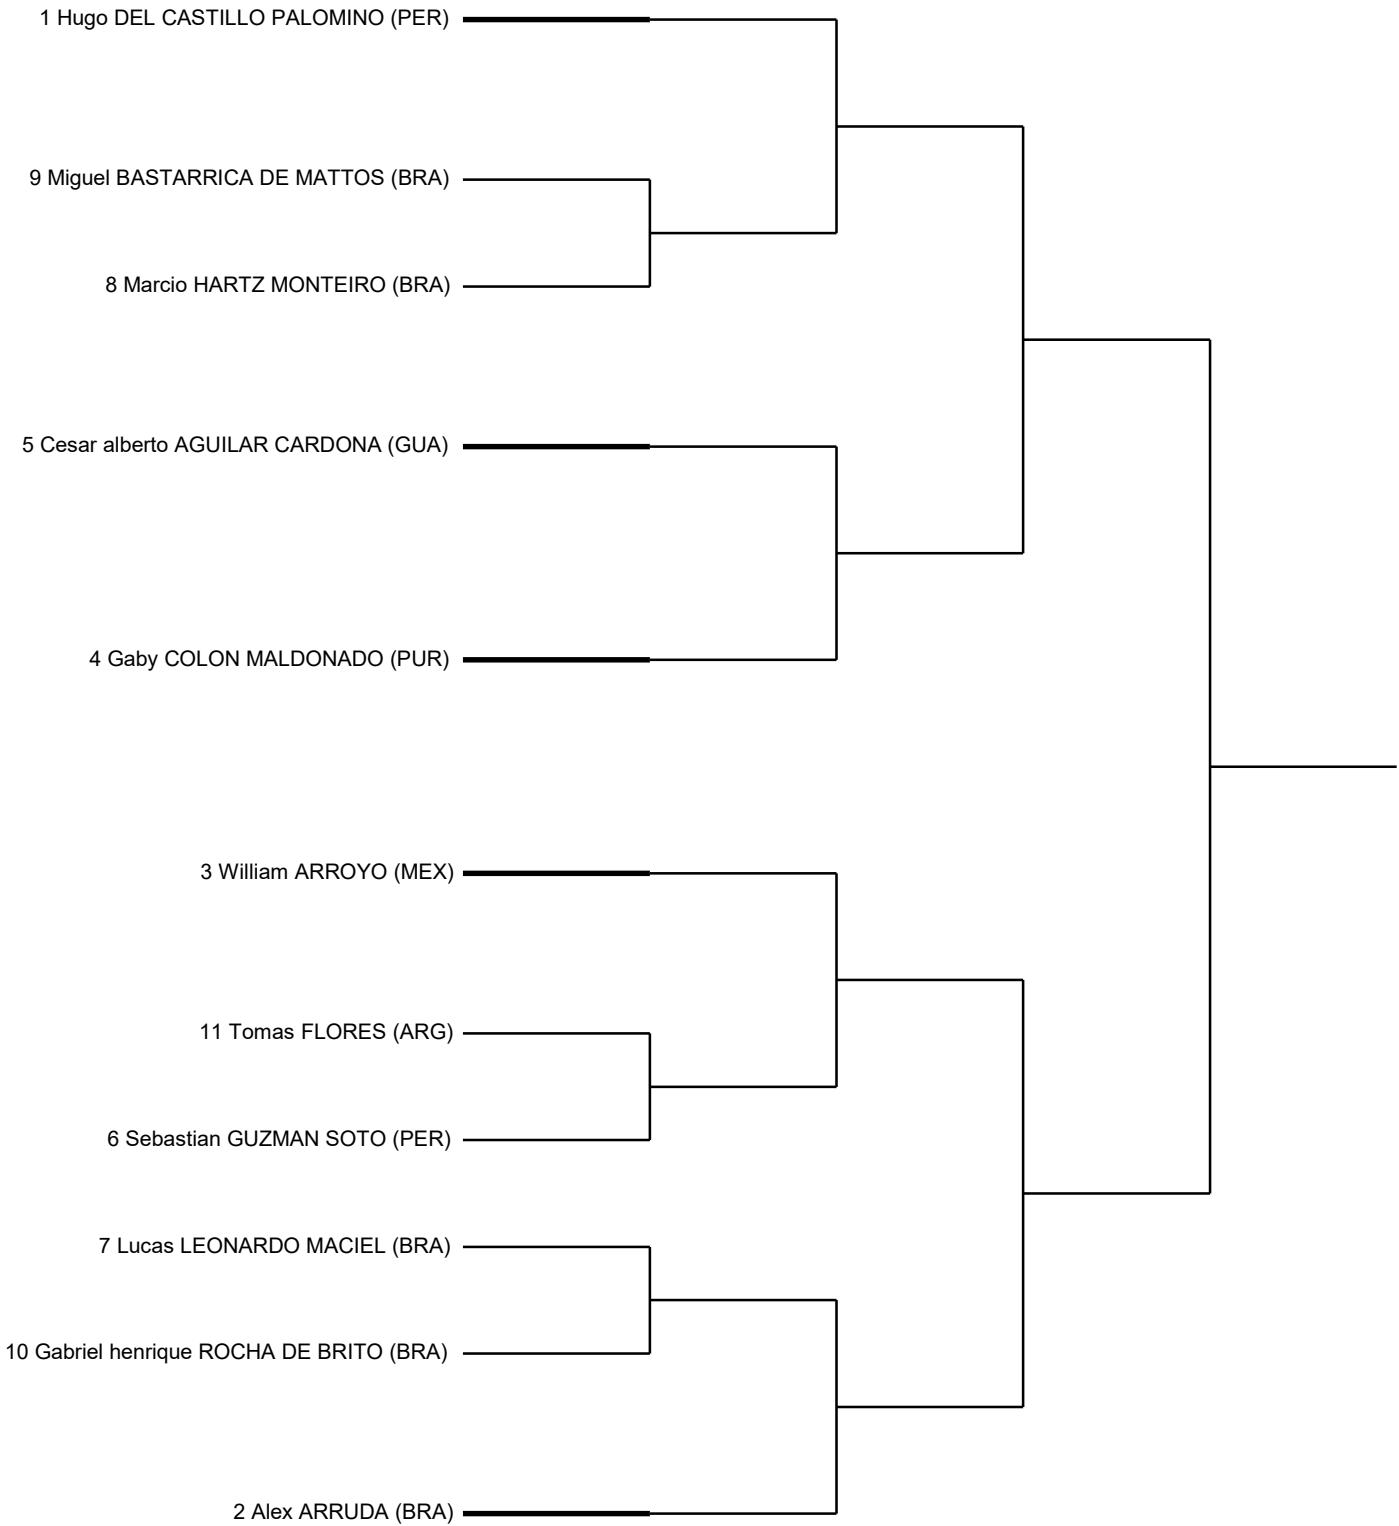 1 Hugo DEL CASTILLO PALOMINO (PER)
9 Miguel BASTARRICA DE MATTOS (BRA)
8 Marcio HARTZ MONTEIRO (BRA)
5 Cesar alberto AGUILAR CARDONA (GUA)
4 Gaby COLON MALDONADO (PUR)
3 William ARROYO (MEX)
11 Tomas FLORES (ARG)
6 Sebastian GUZMAN SOTO (PER)
7 Lucas LEONARDO MACIEL (BRA)
10 Gabriel henrique ROCHA DE BRITO (BRA)
2 Alex ARRUDA (BRA)